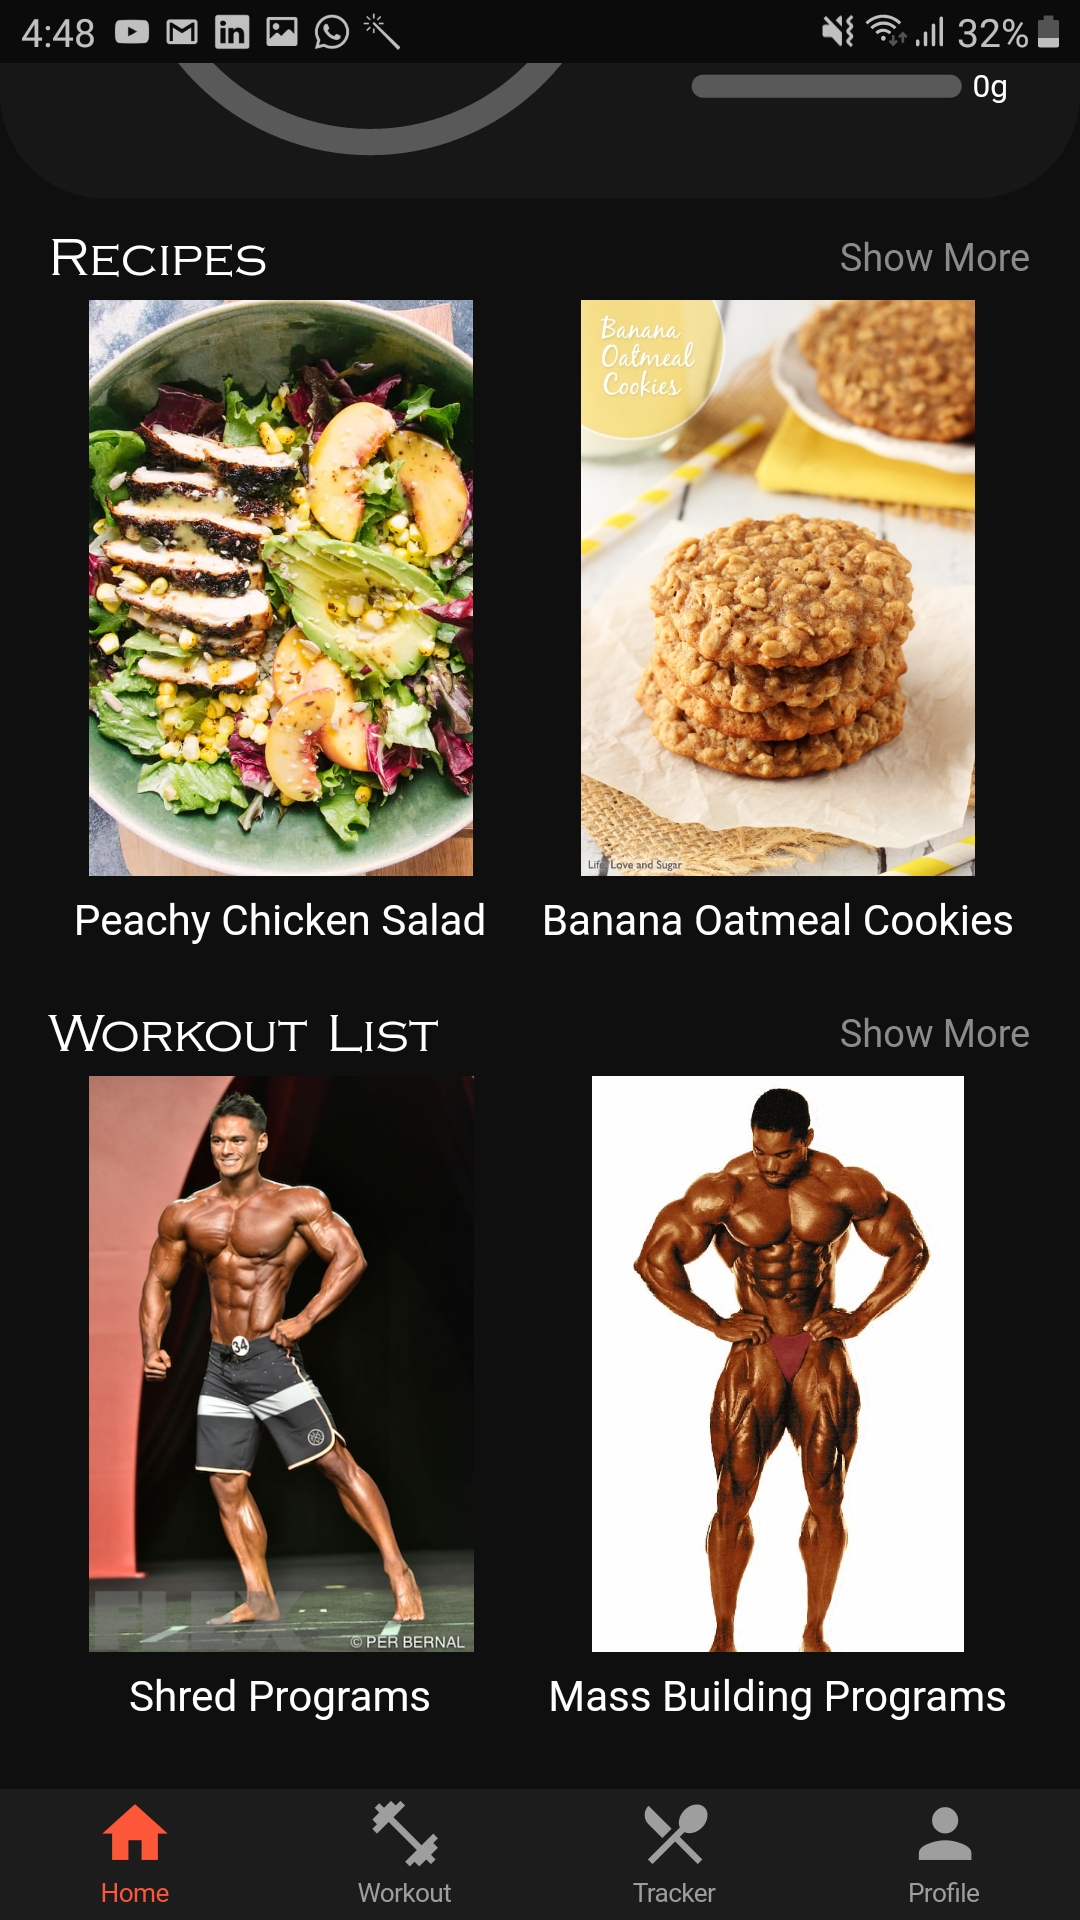 4:48
32%
0g
Recipes
Show More
Banana
Oatmeal
Cookies
Life, Love and Sugar
Peachy Chicken Salad
Banana Oatmeal Cookies
Workout List
Show More
34
FLEX
© PER BERNAL
Shred Programs
Mass Building Programs
Home
Workout
Tracker
Profile